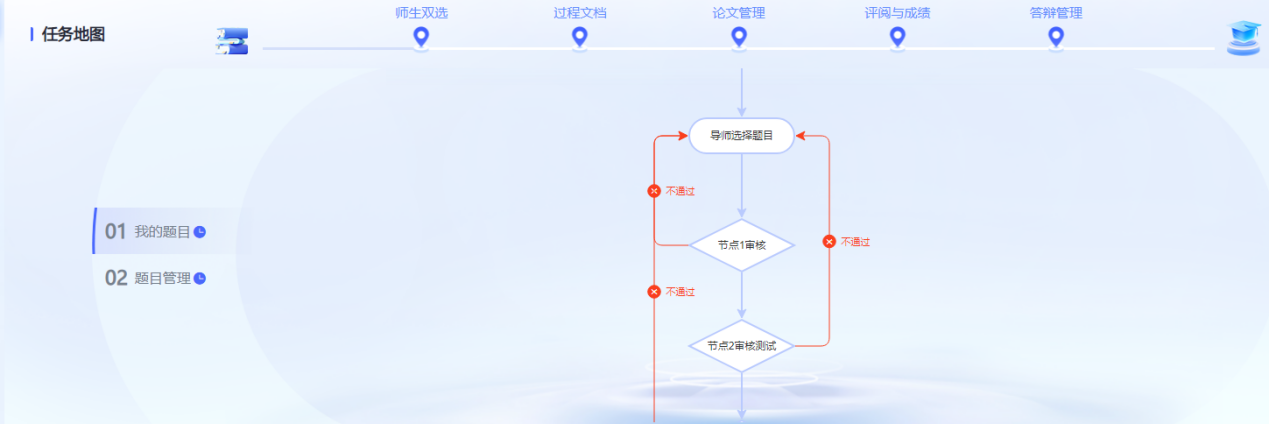 任务地图
师生双选
过程文档
论文管理
评阅与成绩
答辩管理
01 我的题目
02 题目管理
导师选择题目
不通过
节点1审核
不通过
不通过
节点2审核测试